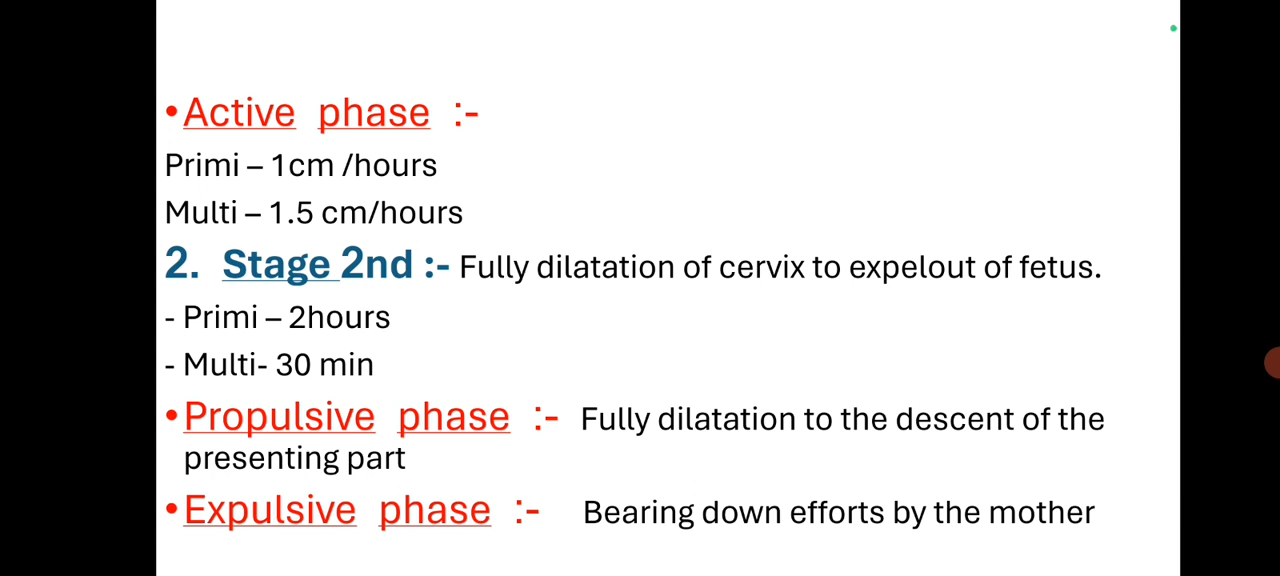 •Active phase :-
Primi – 1cm /hours
Multi – 1.5 cm/hours
2. Stage 2nd :- Fully dilatation of cervix to expelout of fetus.
- Primi – 2hours
- Multi- 30 min
•Propulsive phase :- Fully dilatation to the descent of the
presenting part
•Expulsive phase :- Bearing down efforts by the mother